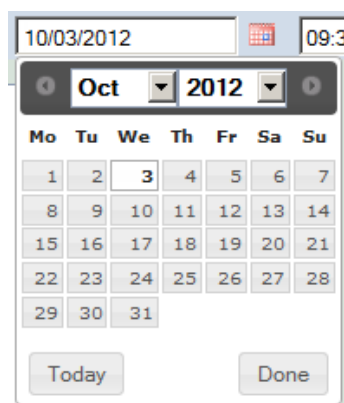 10/03/2012 09:3
Oct 2012
Mo Tu We Th Fr Sa Su
1 2 3 4 5 6 7
8 9 10 11 12 13 14
15 16 17 18 19 20 21
22 23 24 25 26 27 28
29 30 31
Today Done